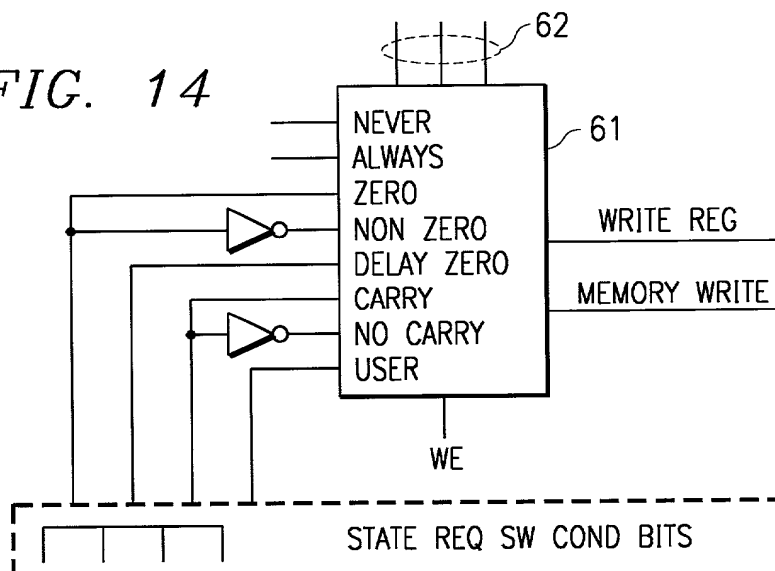 62
FIG. 14
61
NEVER
ALWAYS
ZERO
NON ZERO
DELAY ZERO
CARRY
NO CARRY
USER
WRITE REG
MEMORY WRITE
WE
STATE REQ SW COND BITS